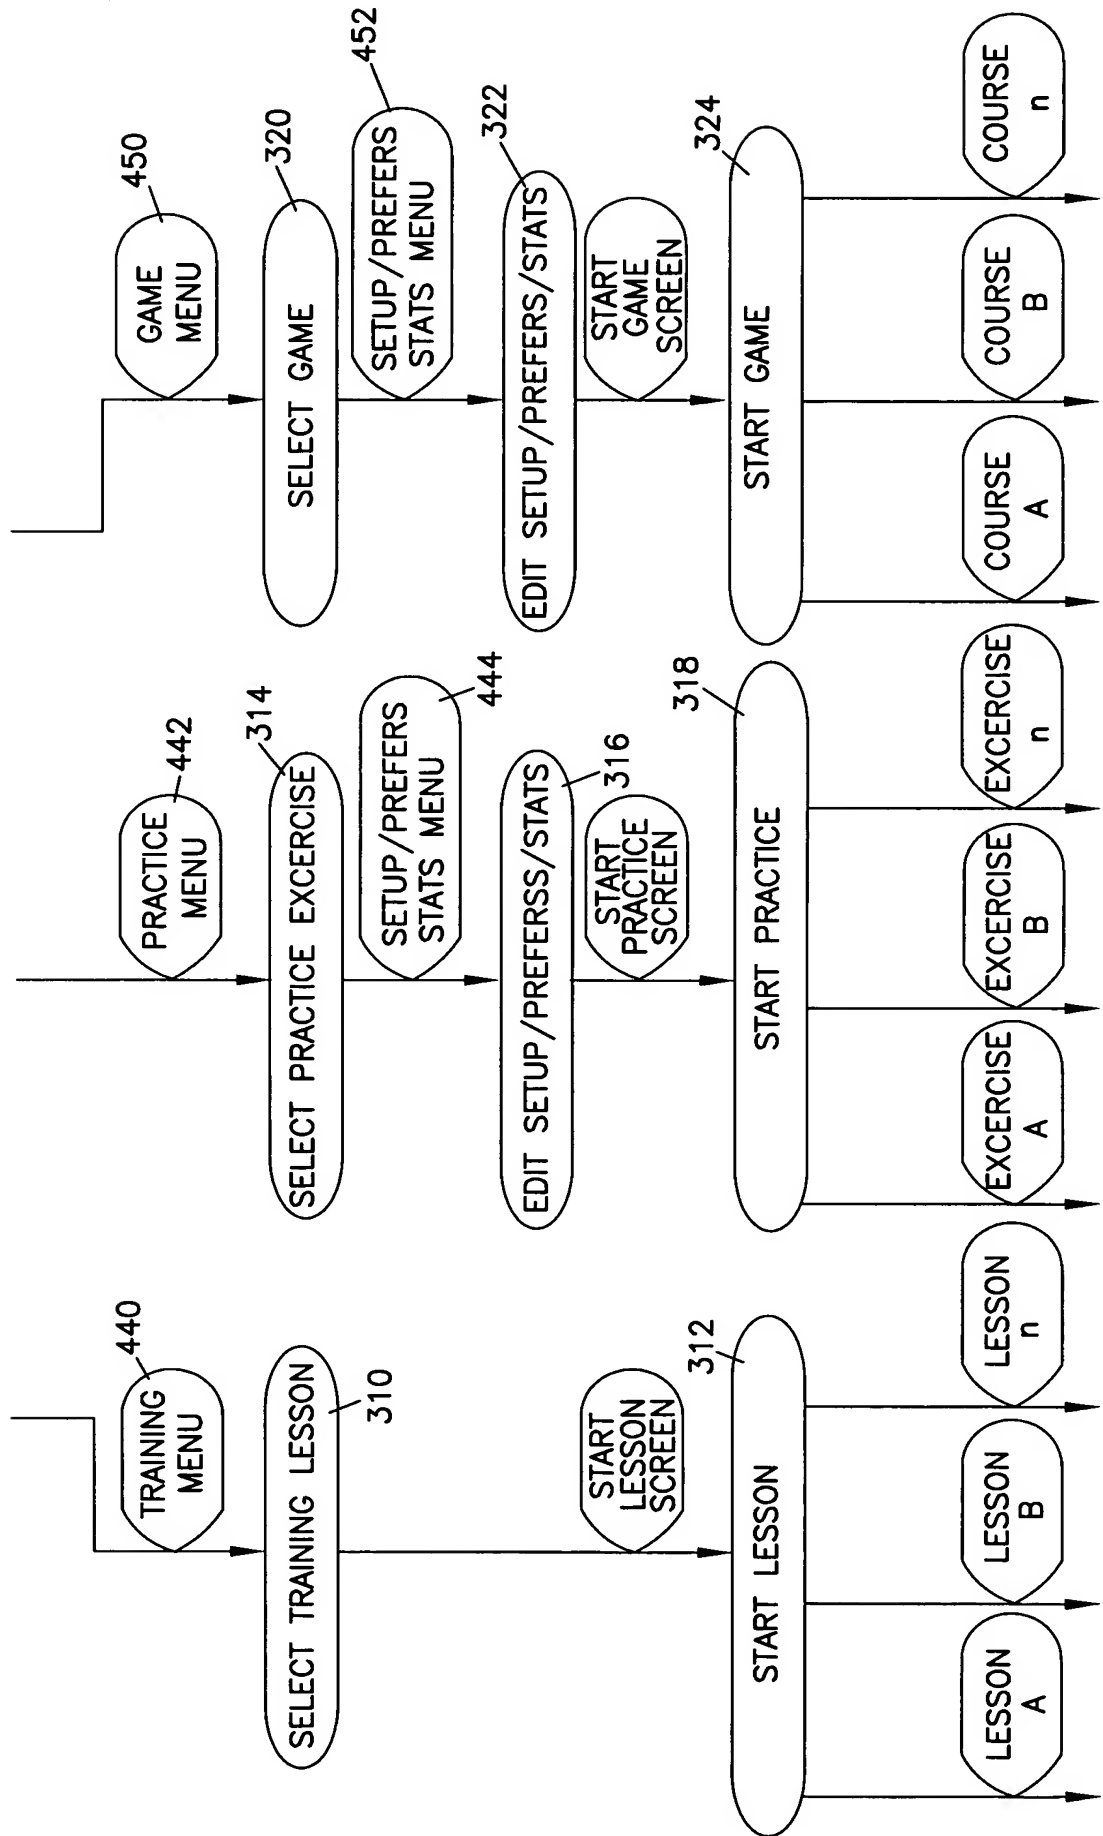 TRAINING
MENU
440
SELECT TRAINING LESSON
310
START
LESSON
SCREEN
START LESSON
312
LESSON
A
LESSON
B
LESSON
n
PRACTICE
MENU
442
SELECT PRACTICE EXCERCISE
314
SETUP/PREFERS
STATS MENU
444
EDIT SETUP/PREFERSS/STATS
316
START
PRACTICE
SCREEN
START PRACTICE
318
EXCERCISE
A
EXCERCISE
B
EXCERCISE
n
GAME
MENU
450
SELECT GAME
320
SETUP/PREFERS
STATS MENU
452
EDIT SETUP/PREFERS/STATS
322
START
GAME
SCREEN
START GAME
324
COURSE
A
COURSE
B
COURSE
n